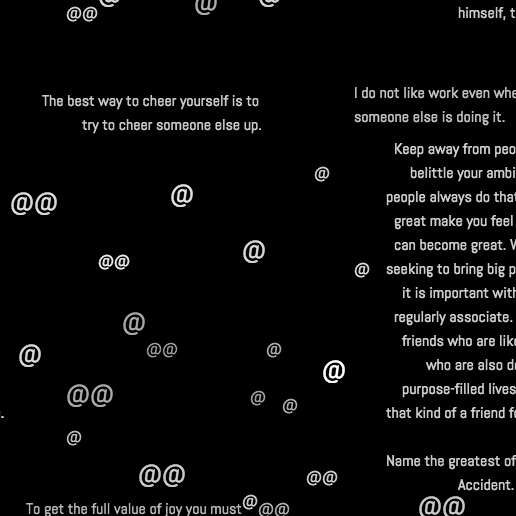 @
@
@
@@
himself, t
The best way to cheer yourself is to
try to cheer someone else up.
I do not like work even whe
someone else is doing it.
Keep away from peo
belittle your ambi
people always do that
great make you feel
can become great. W
seeking to bring big p
it is important with
regularly associate.
friends who are like
who are also do
purpose-filled lives
that kind of a friend fo
@
@@
@
@
@@
@
@
@@
@
@
@
@@
@
@
.
@
@@
@@
Name the greatest of
Accident.
To get the full value of joy you must
@
@@
@@